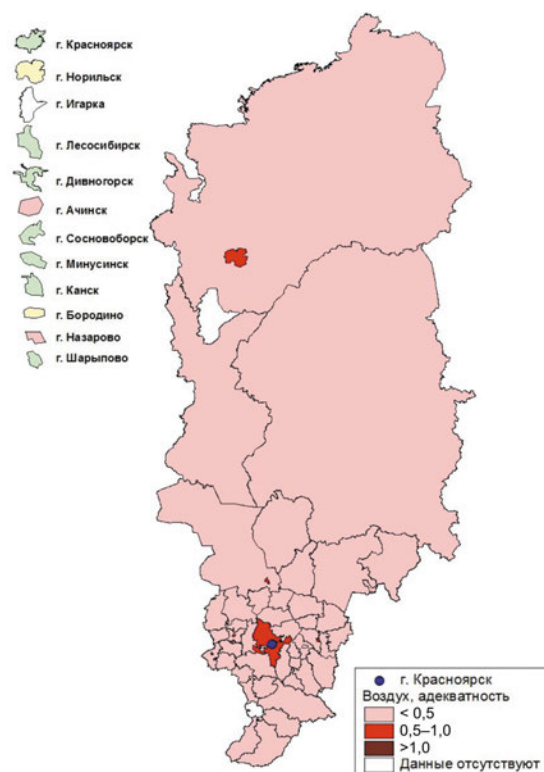 г. Красноярск
г. Норильск
г. Игарка
г. Лесосибирск
г. Дивногорск
г. Ачинск
г. Сосновоборск
г. Минусинск
г. Канск
г. Бородино
г. Назарово
г. Шарыпово
г. Красноярск
Воздух, адекватность
< 0,5
0,5–1,0
>1,0
Данные отсутствуют